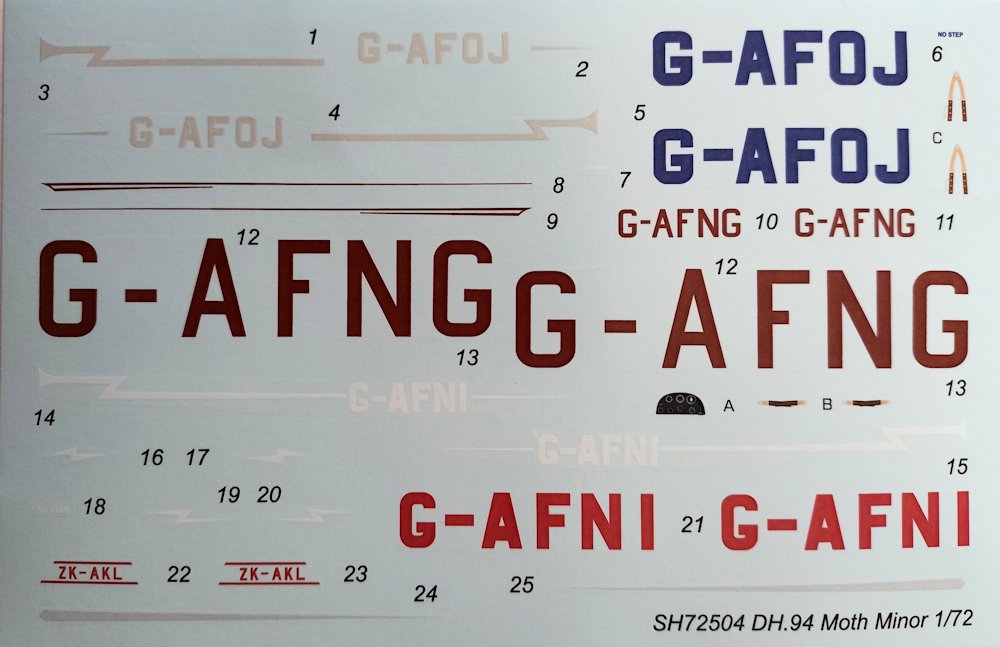 1
G-AFOJ
2
G-AFOJ
NO STEP
6
3
4
5
G-AFOJ
G-AFOJ
C
7
8
9
G-AFNG
10
G-AFNG
11
12
G-AFNG
13
12
G-AFNG
13
G-AFNI
A
B
14
G-AFNI
15
16
17
18
NO STEP
19
20
G-AFNI
21
G-AFNI
ZK-AKL
22
ZK-AKL
23
24
25
SH72504 DH.94 Moth Minor 1/72